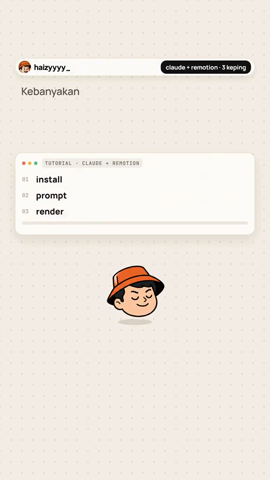 haizyyyy_
claude + remotion · 3 keping
Kebanyakan
TUTORIAL · CLAUDE + REMOTION
01 install
02 prompt
03 render